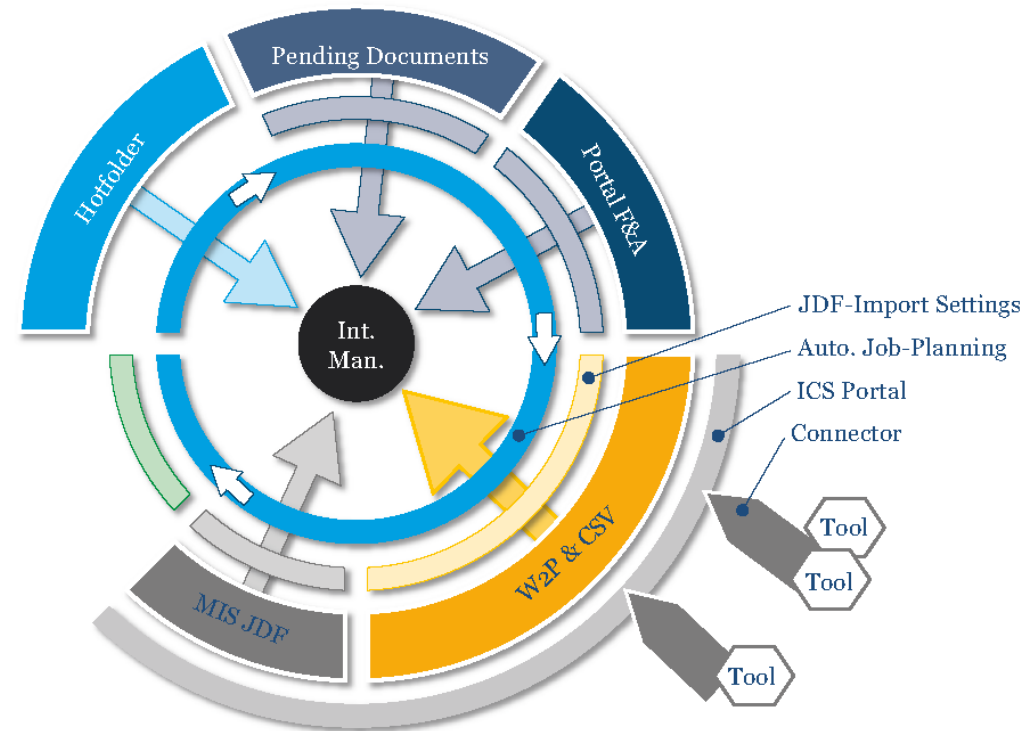 Pending Documents
Hotfolder
Portal F&A
Int.
Man.
JDF-Import Settings
Auto. Job-Planning
ICS Portal
Connector
Tool
Tool
W2P & CSV
MIS JDF
Tool